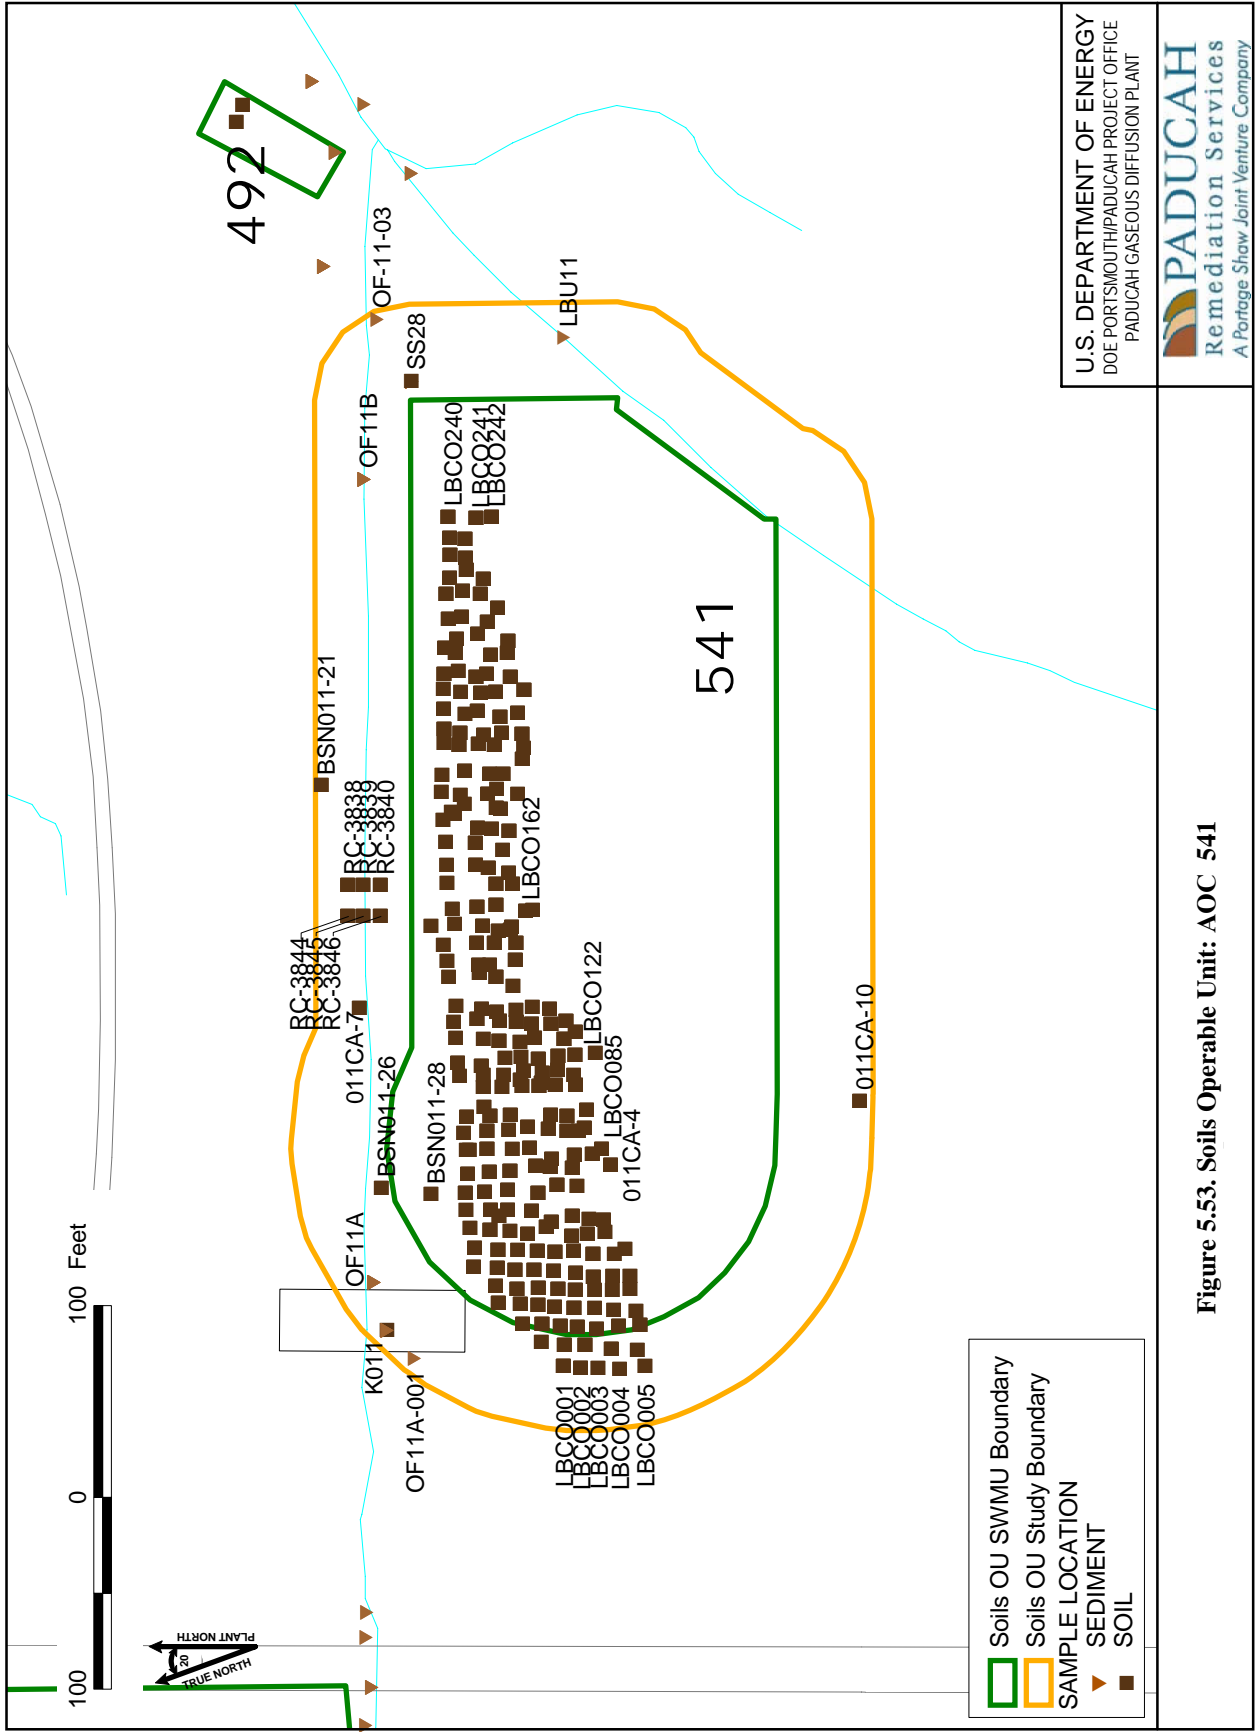 100
0
100 Feet
PLANT NORTH
20
TRUE NORTH
492
OF-11-03
SS28
LBU11
OF11B
LBCO240
LBCO241
LBCO242
BSN011-21
RC-3838
RC-3839
RC-3840
RC-3844
RC-3845
RC-3846
011CA-7
LBCO162
LBCO122
LBCO085
011CA-4
BSN011-26
BSN011-28
OF11A
K011
OF11A-001
541
011CA-10
LBCO001
LBCO002
LBCO003
LBCO004
LBCO005
Soils OU SWMU Boundary
Soils OU Study Boundary
SAMPLE LOCATION
SEDIMENT
SOIL
U.S. DEPARTMENT OF ENERGY
DOE PORTSMOUTH/PADUCAH PROJECT OFFICE
PADUCAH GASEOUS DIFFUSION PLANT
PADUCAH
Remediation Services
A Portage Shaw Joint Venture Company
Figure 5.53. Soils Operable Unit: AOC 541